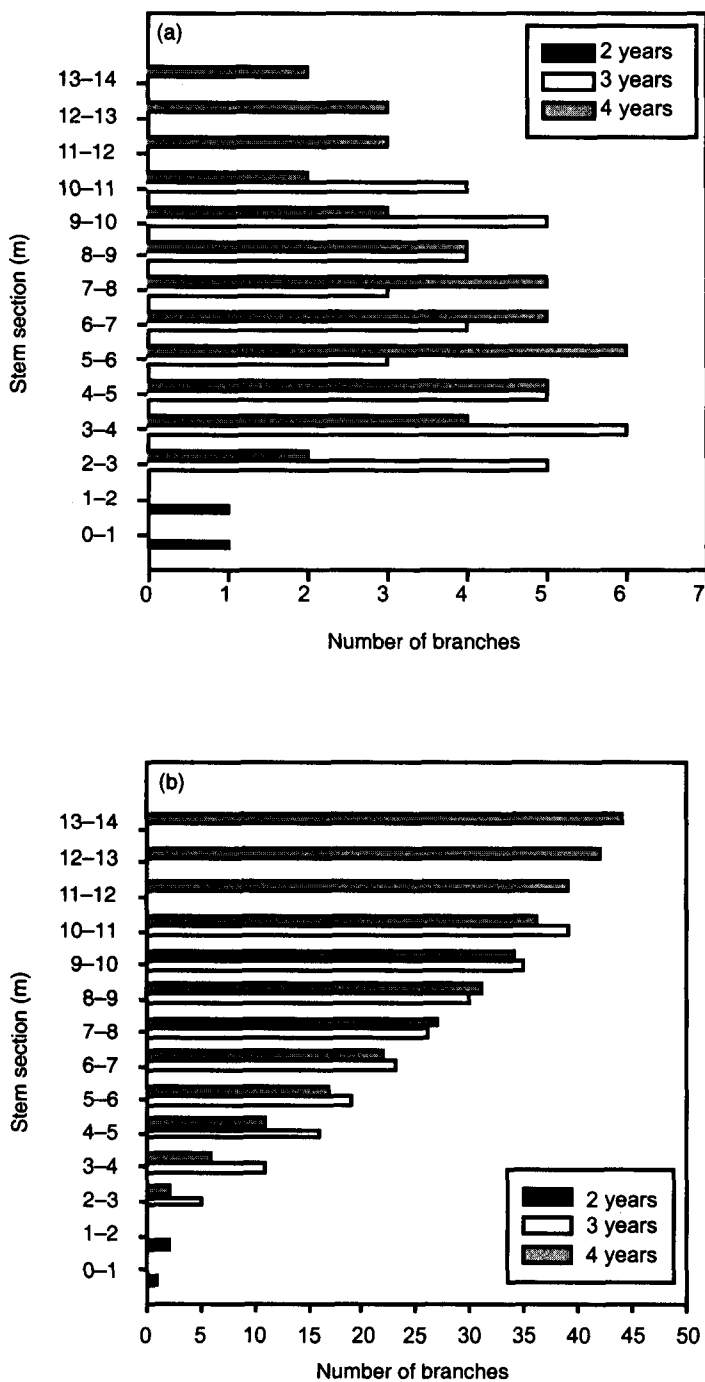 (a)
2 years
3 years
4 years
13–14
12–13
11–12
10–11
9–10
8–9
7–8
6–7
5–6
4–5
3–4
2–3
1–2
0–1
Stem section (m)
0 1 2 3 4 5 6 7
Number of branches
(b)
13–14
12–13
11–12
10–11
9–10
8–9
7–8
6–7
5–6
4–5
3–4
2–3
1–2
0–1
Stem section (m)
2 years
3 years
4 years
0 5 10 15 20 25 30 35 40 45 50
Number of branches